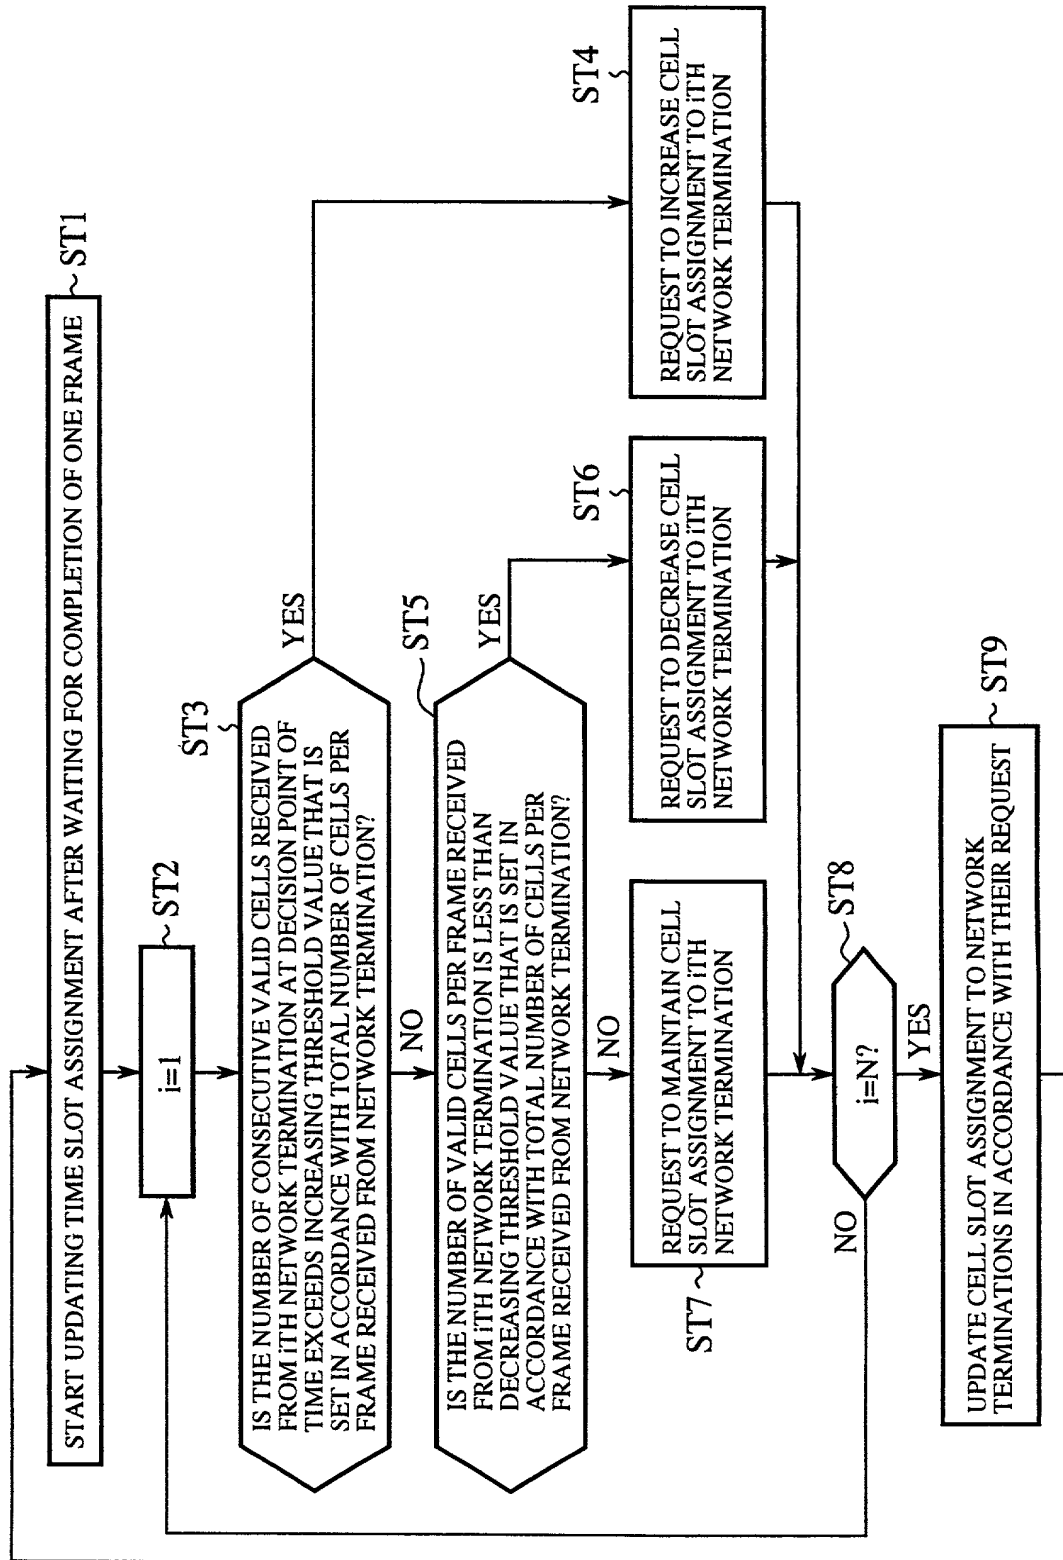 START UPDATING TIME SLOT ASSIGNMENT AFTER WAITING FOR COMPLETION OF ONE FRAME
ST1
i=1
ST2
IS THE NUMBER OF CONSECUTIVE VALID CELLS RECEIVED
FROM iTH NETWORK TERMINATION AT DECISION POINT OF
TIME EXCEEDS INCREASING THRESHOLD VALUE THAT IS
SET IN ACCORDANCE WITH TOTAL NUMBER OF CELLS PER
FRAME RECEIVED FROM NETWORK TERMINATION?
ST3
YES
NO
REQUEST TO INCREASE CELL
SLOT ASSIGNMENT TO iTH
NETWORK TERMINATION
ST4
IS THE NUMBER OF VALID CELLS PER FRAME RECEIVED
FROM iTH NETWORK TERMINATION IS LESS THAN
DECREASING THRESHOLD VALUE THAT IS SET IN
ACCORDANCE WITH TOTAL NUMBER OF CELLS PER
FRAME RECEIVED FROM NETWORK TERMINATION?
ST5
YES
NO
REQUEST TO DECREASE CELL
SLOT ASSIGNMENT TO iTH
NETWORK TERMINATION
ST6
REQUEST TO MAINTAIN CELL
SLOT ASSIGNMENT TO iTH
NETWORK TERMINATION
ST7
i=N?
ST8
NO
YES
UPDATE CELL SLOT ASSIGNMENT TO NETWORK
TERMINATIONS IN ACCORDANCE WITH THEIR REQUEST
ST9